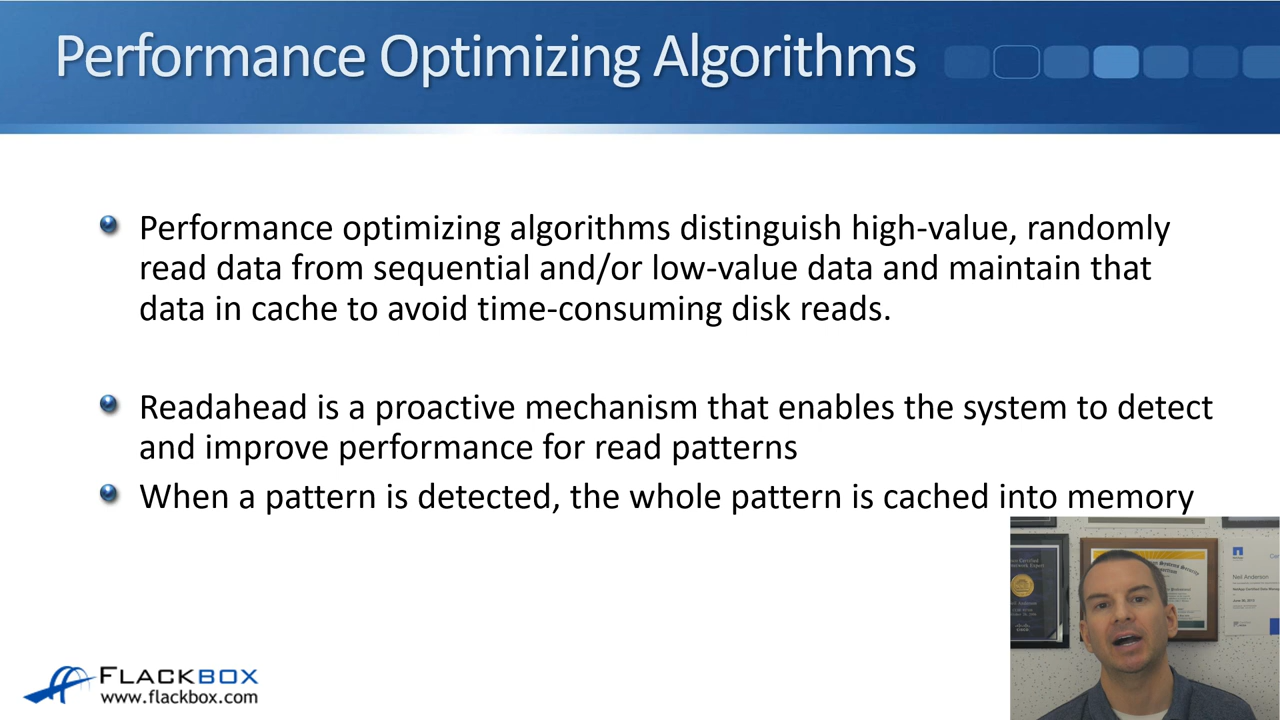 Performance Optimizing Algorithms
Performance optimizing algorithms distinguish high-value, randomly
read data from sequential and/or low-value data and maintain that
data in cache to avoid time-consuming disk reads.
Readahead is a proactive mechanism that enables the system to detect
and improve performance for read patterns
When a pattern is detected, the whole pattern is cached into memory
Neil Anderson
FLACKBOX
www.flackbox.com